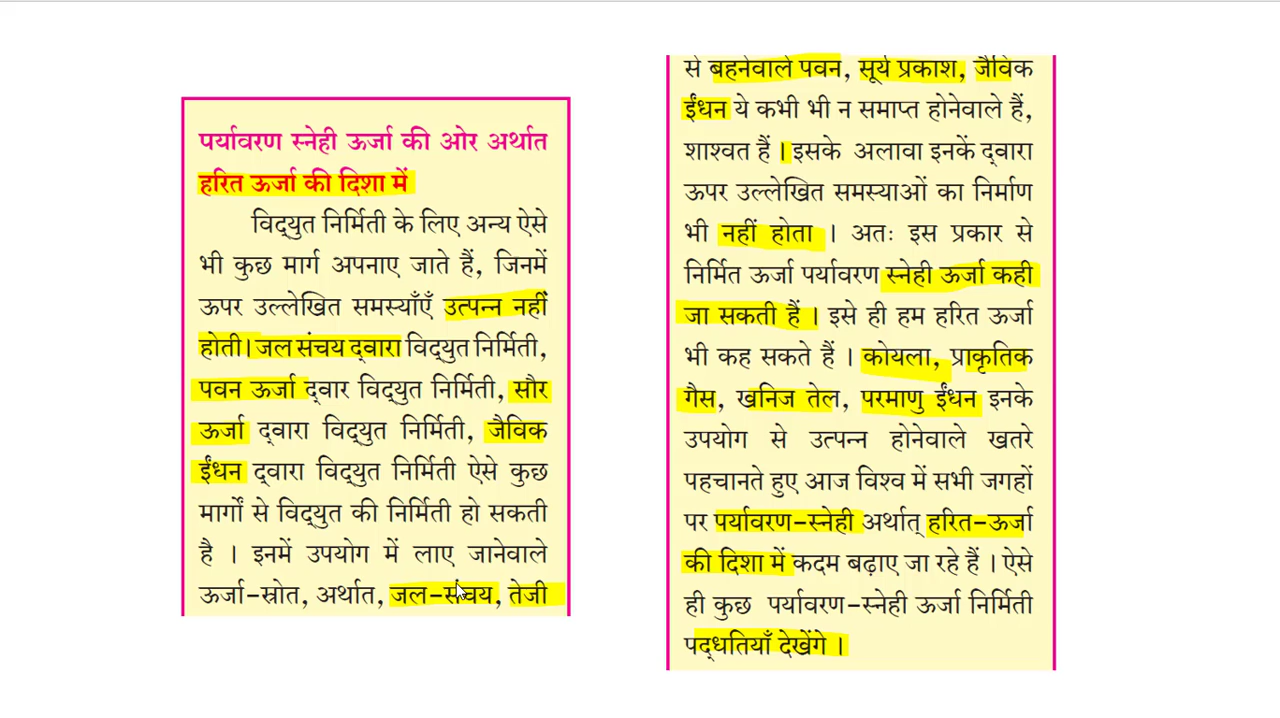 पर्यावरण स्नेही ऊर्जा की ओर अर्थात
हरित ऊर्जा की दिशा में
विद्युत निर्मिती के लिए अन्य ऐसे
भी कुछ मार्ग अपनाए जाते हैं, जिनमें
ऊपर उल्लेखित समस्याँएँ उत्पन्न नहीं
होती। जल संचय द्वारा विद्युत निर्मिती,
पवन ऊर्जा द्वार विद्युत निर्मिती, सौर
ऊर्जा द्वारा विद्युत निर्मिती, जैविक
ईंधन द्वारा विद्युत निर्मिती ऐसे कुछ
मार्गों से विद्युत की निर्मिती हो सकती
है । इनमें उपयोग में लाए जानेवाले
ऊर्जा-स्रोत, अर्थात, जल-संचय, तेजी
से बहनेवाले पवन, सूर्य प्रकाश, जैविक
ईंधन ये कभी भी न समाप्त होनेवाले हैं,
शाश्वत हैं । इसके अलावा इनकें द्वारा
ऊपर उल्लेखित समस्याओं का निर्माण
भी नहीं होता । अतः इस प्रकार से
निर्मित ऊर्जा पर्यावरण स्नेही ऊर्जा कही
जा सकती हैं । इसे ही हम हरित ऊर्जा
भी कह सकते हैं । कोयला, प्राकृतिक
गैस, खनिज तेल, परमाणु ईंधन इनके
उपयोग से उत्पन्न होनेवाले खतरे
पहचानते हुए आज विश्व में सभी जगहों
पर पर्यावरण-स्नेही अर्थात् हरित-ऊर्जा
की दिशा में कदम बढ़ाए जा रहे हैं । ऐसे
ही कुछ पर्यावरण-स्नेही ऊर्जा निर्मिती
पद्धतियाँ देखेंगे ।